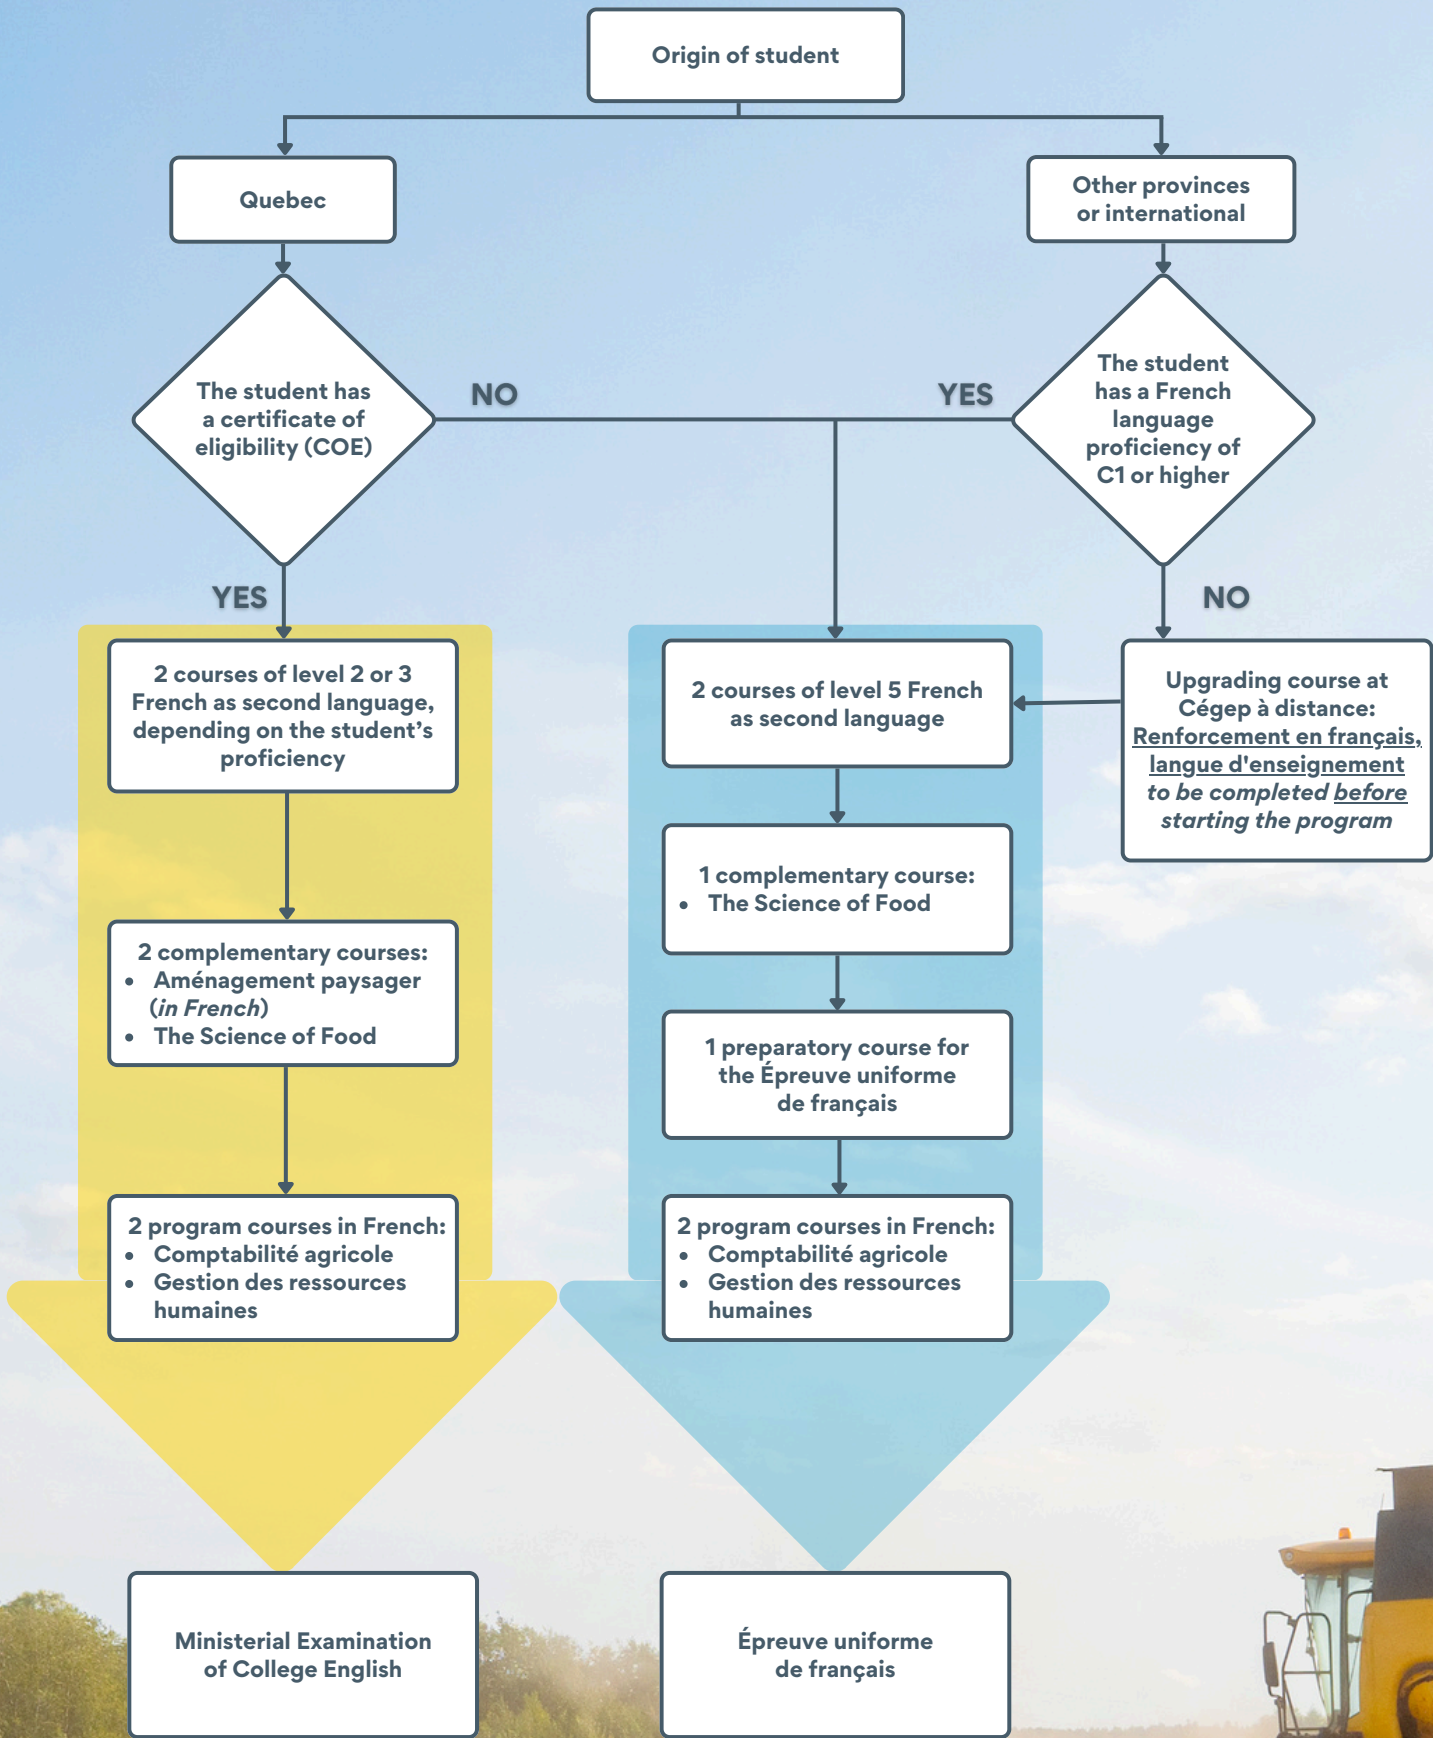 Origin of student
Quebec
Other provinces
or international
The student has
a certificate of
eligibility (COE)
NO
YES
The student
has a French
language
proficiency of
C1 or higher
YES
NO
2 courses of level 2 or 3
French as second language,
depending on the student’s
proficiency
2 complementary courses:
• Aménagement paysager
(in French)
• The Science of Food
2 program courses in French:
• Comptabilité agricole
• Gestion des ressources
humaines
Ministerial Examination
of College English
2 courses of level 5 French
as second language
1 complementary course:
• The Science of Food
1 preparatory course for
the Épreuve uniforme
de français
2 program courses in French:
• Comptabilité agricole
• Gestion des ressources
humaines
Épreuve uniforme
de français
Upgrading course at
Cégep à distance:
Renforcement en français,
langue d'enseignement
to be completed before
starting the program